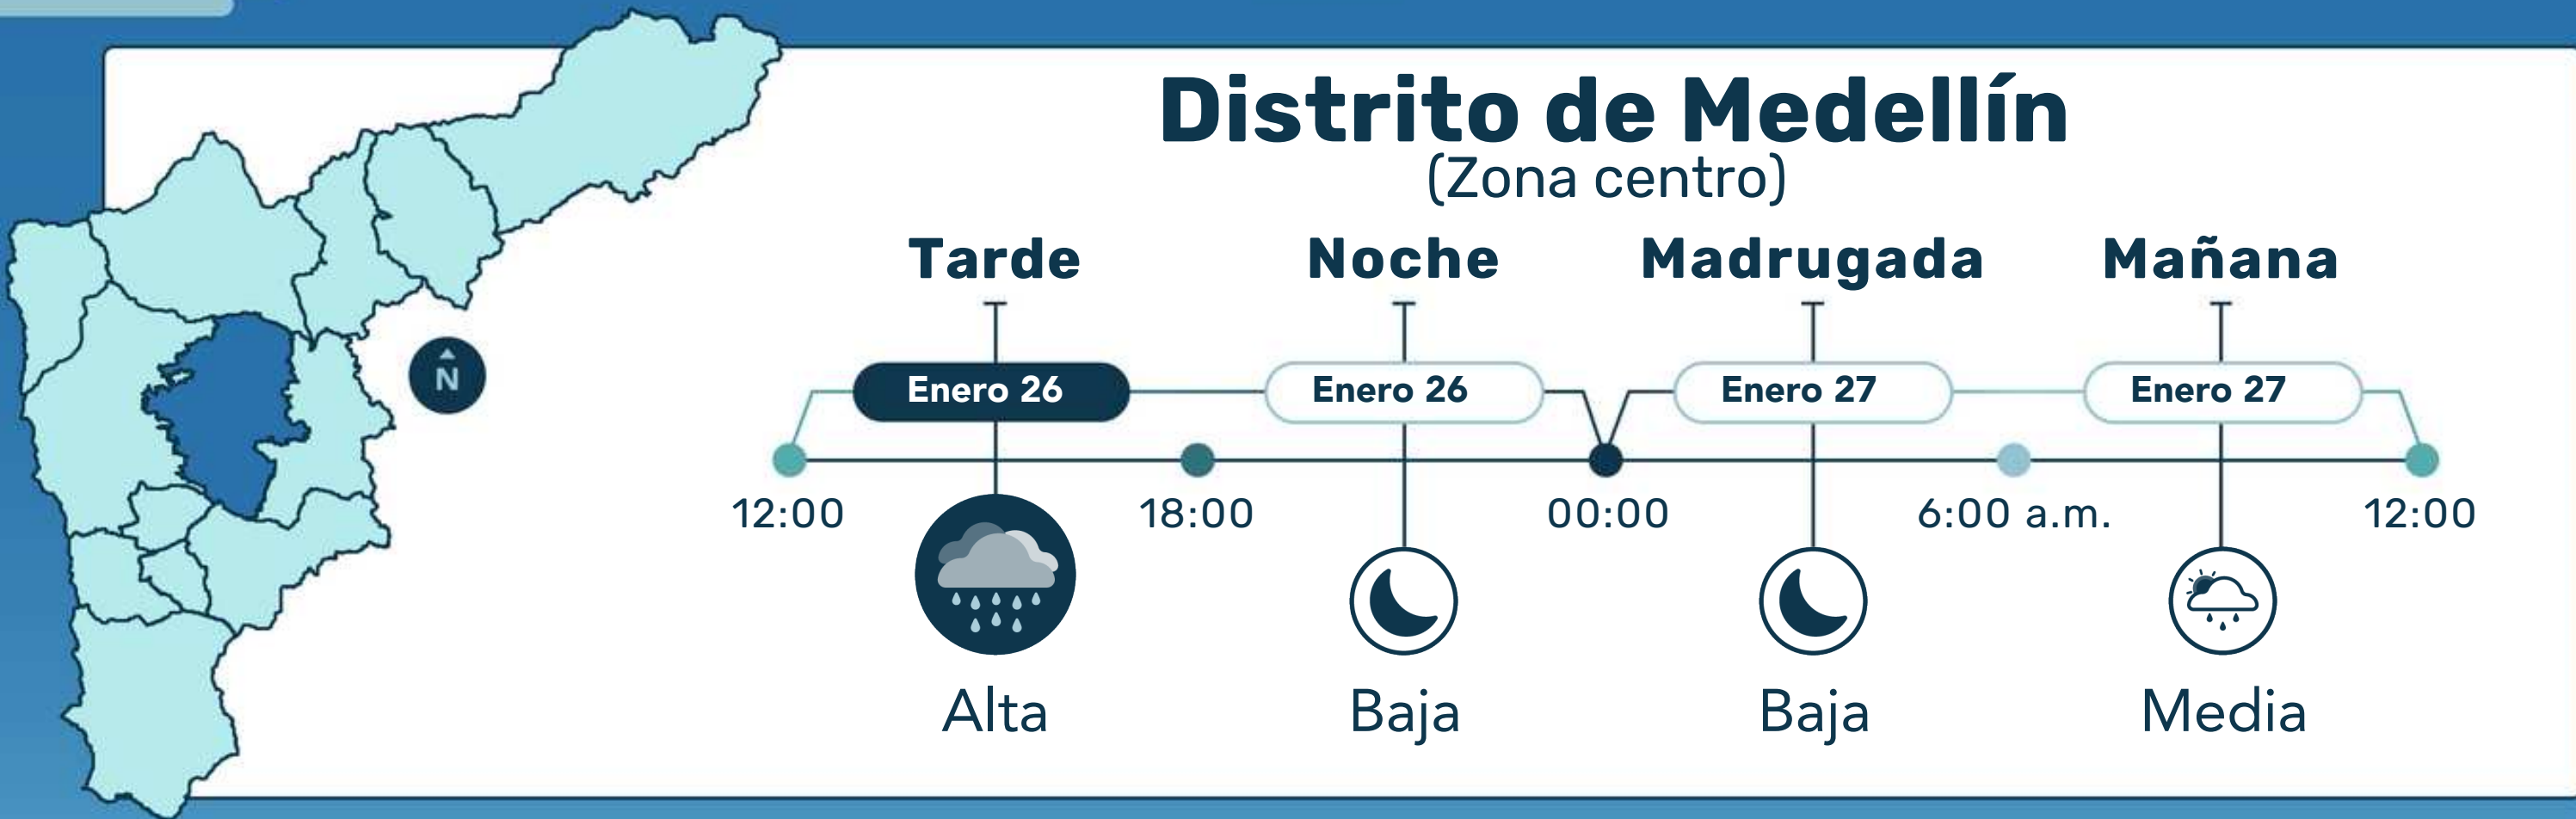 Distrito de Medellín
(Zona centro)
Tarde Noche Madrugada Mañana
N
Enero 26 Enero 26 Enero 27 Enero 27
12:00 18:00 00:00 6:00 a.m. 12:00
Alta Baja Baja Media